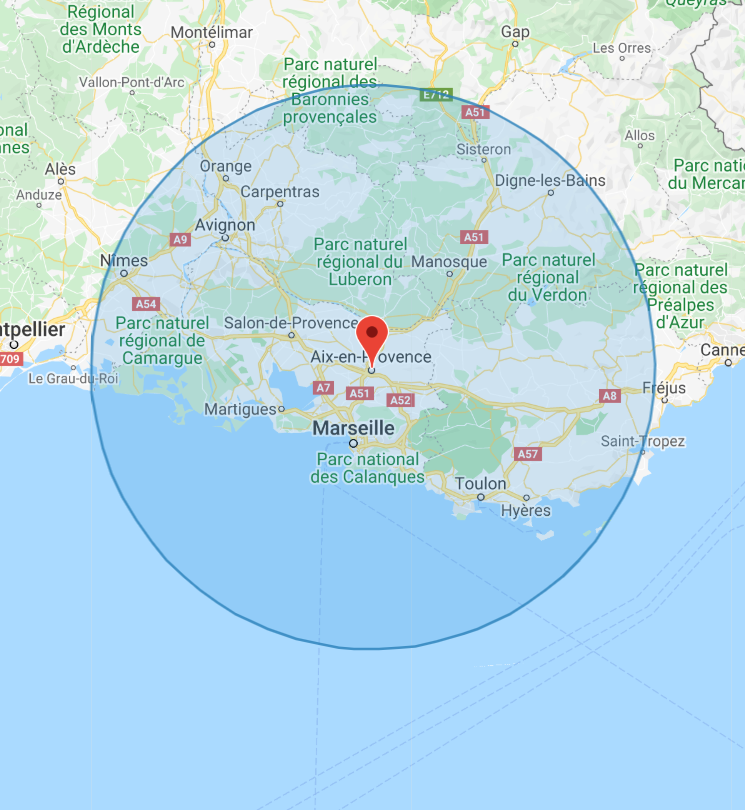 Régional
des Monts
d'Ardèche
Montélimar
Gap
Queyras
Les Orres
Parc naturel
régional des
Baronnies
provençales
Vallon-Pont-d'Arc
E712
A51
onal
nnes
Allos
Sisteron
Alès
Orange
Parc nati
du Mercan
Anduze
Carpentras
Digne-les-Bains
Avignon
A9
A51
Parc naturel
régional du
Luberon
Nîmes
Manosque
Parc naturel
régional
du Verdon
Parc naturel
régional des
Préalpes
d'Azur
A54
Parc naturel
régional de
Camargue
Salon-de-Provence
ntpellier
709
Aix-en-Provence
Canne
Le Grau-du-Roi
A7
A51
A52
A8
Fréjus
Martigues
Marseille
Saint-Tropez
A57
Parc national
des Calanques
Toulon
Hyères